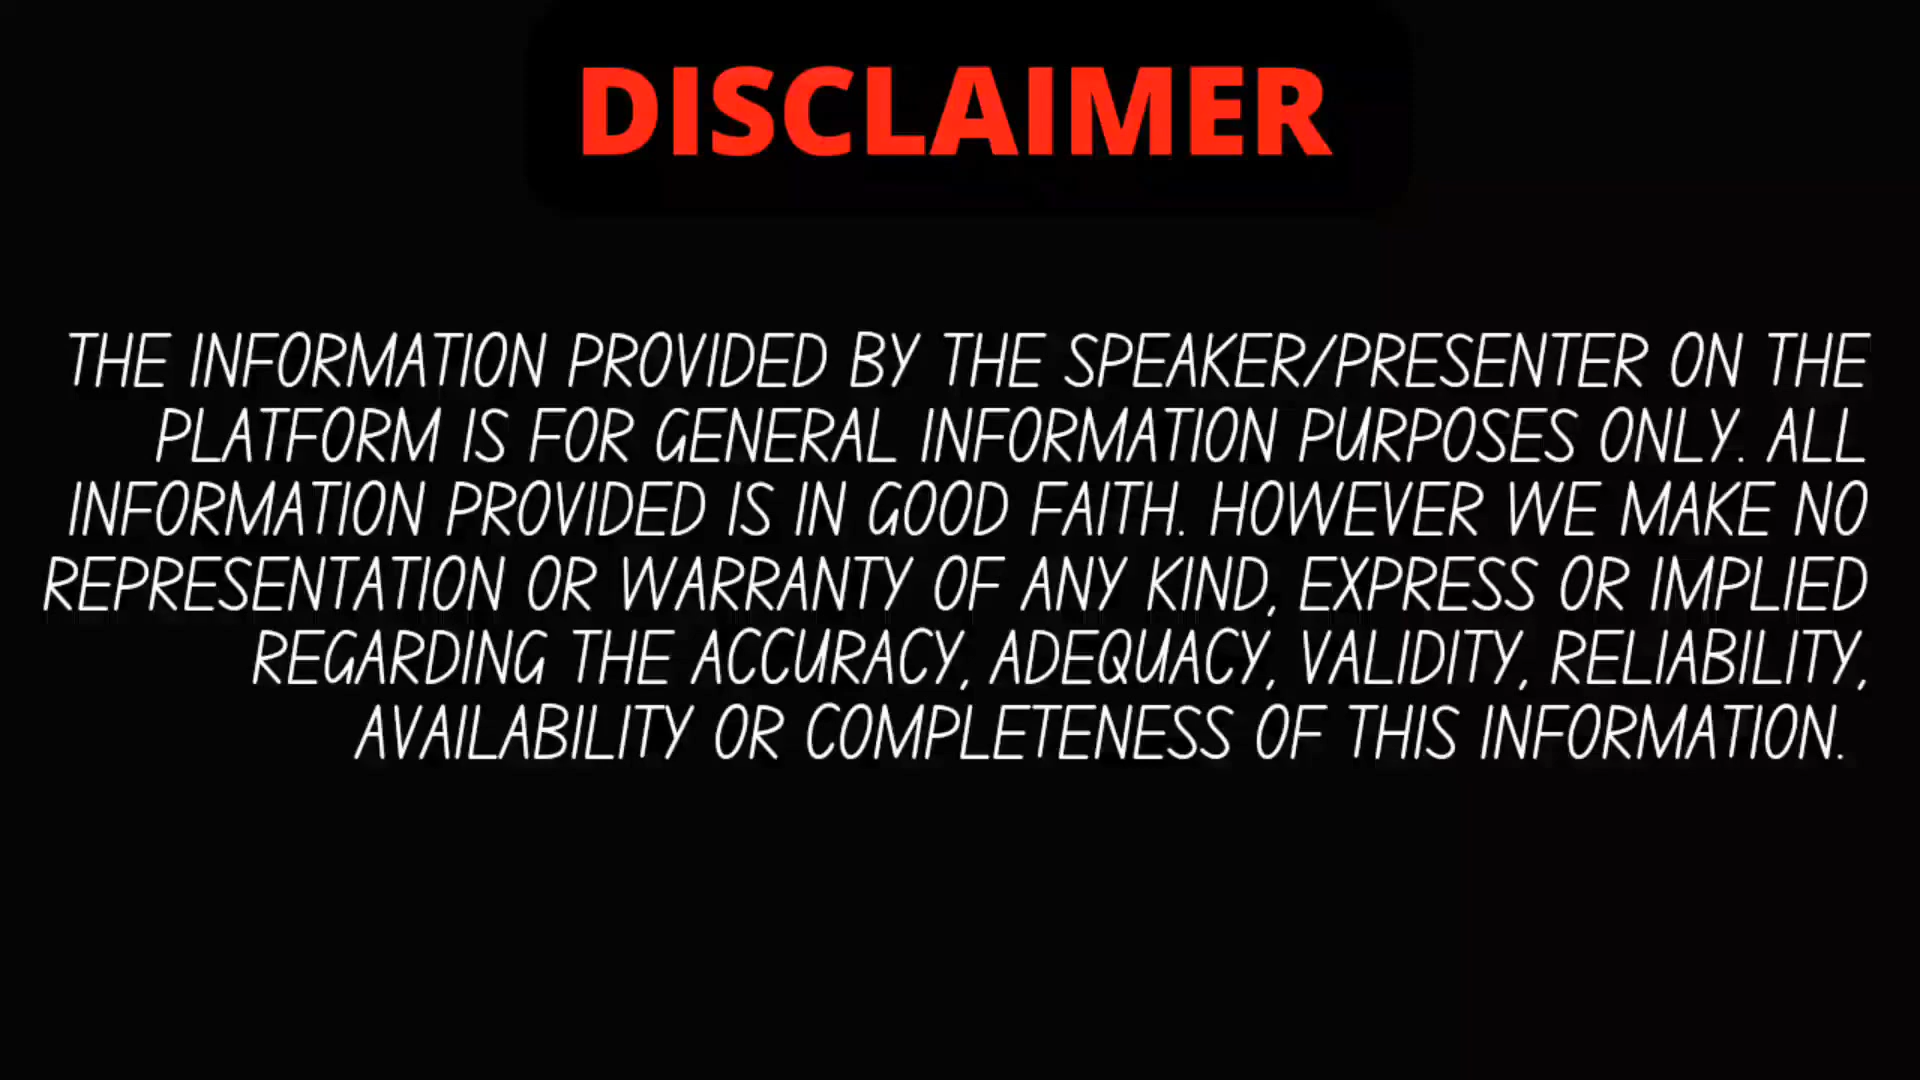 DISCLAIMER
THE INFORMATION PROVIDED BY THE SPEAKER/PRESENTER ON THE
PLATFORM IS FOR GENERAL INFORMATION PURPOSES ONLY. ALL
INFORMATION PROVIDED IS IN GOOD FAITH. HOWEVER WE MAKE NO
REPRESENTATION OR WARRANTY OF ANY KIND, EXPRESS OR IMPLIED
REGARDING THE ACCURACY, ADEQUACY, VALIDITY, RELIABILITY,
AVAILABILITY OR COMPLETENESS OF THIS INFORMATION.